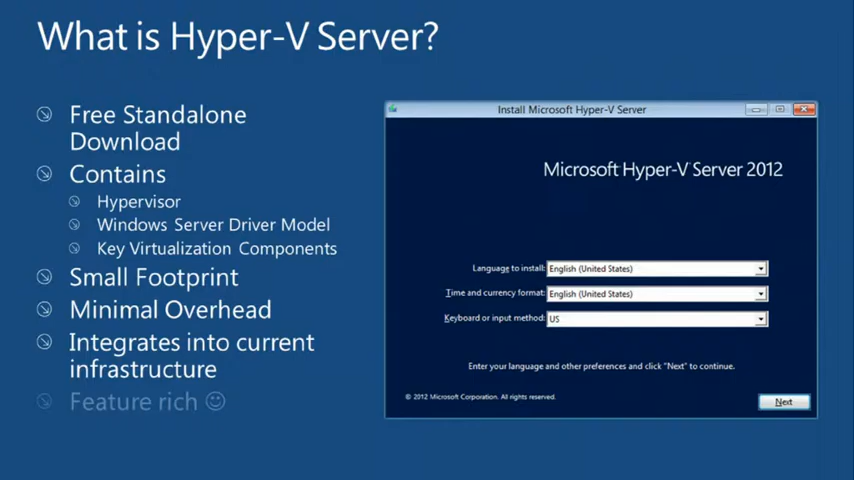 What is Hyper-V Server?
Free Standalone
Download
Contains
Hypervisor
Windows Server Driver Model
Key Virtualization Components
Small Footprint
Minimal Overhead
Integrates into current
infrastructure
Feature rich ☺
Install Microsoft Hyper-V Server
Microsoft Hyper-V Server 2012
Language to install: English (United States)
Time and currency format: English (United States)
Keyboard or input method: US
Enter your language and other preferences and click "Next" to continue.
© 2012 Microsoft Corporation. All rights reserved.
Next